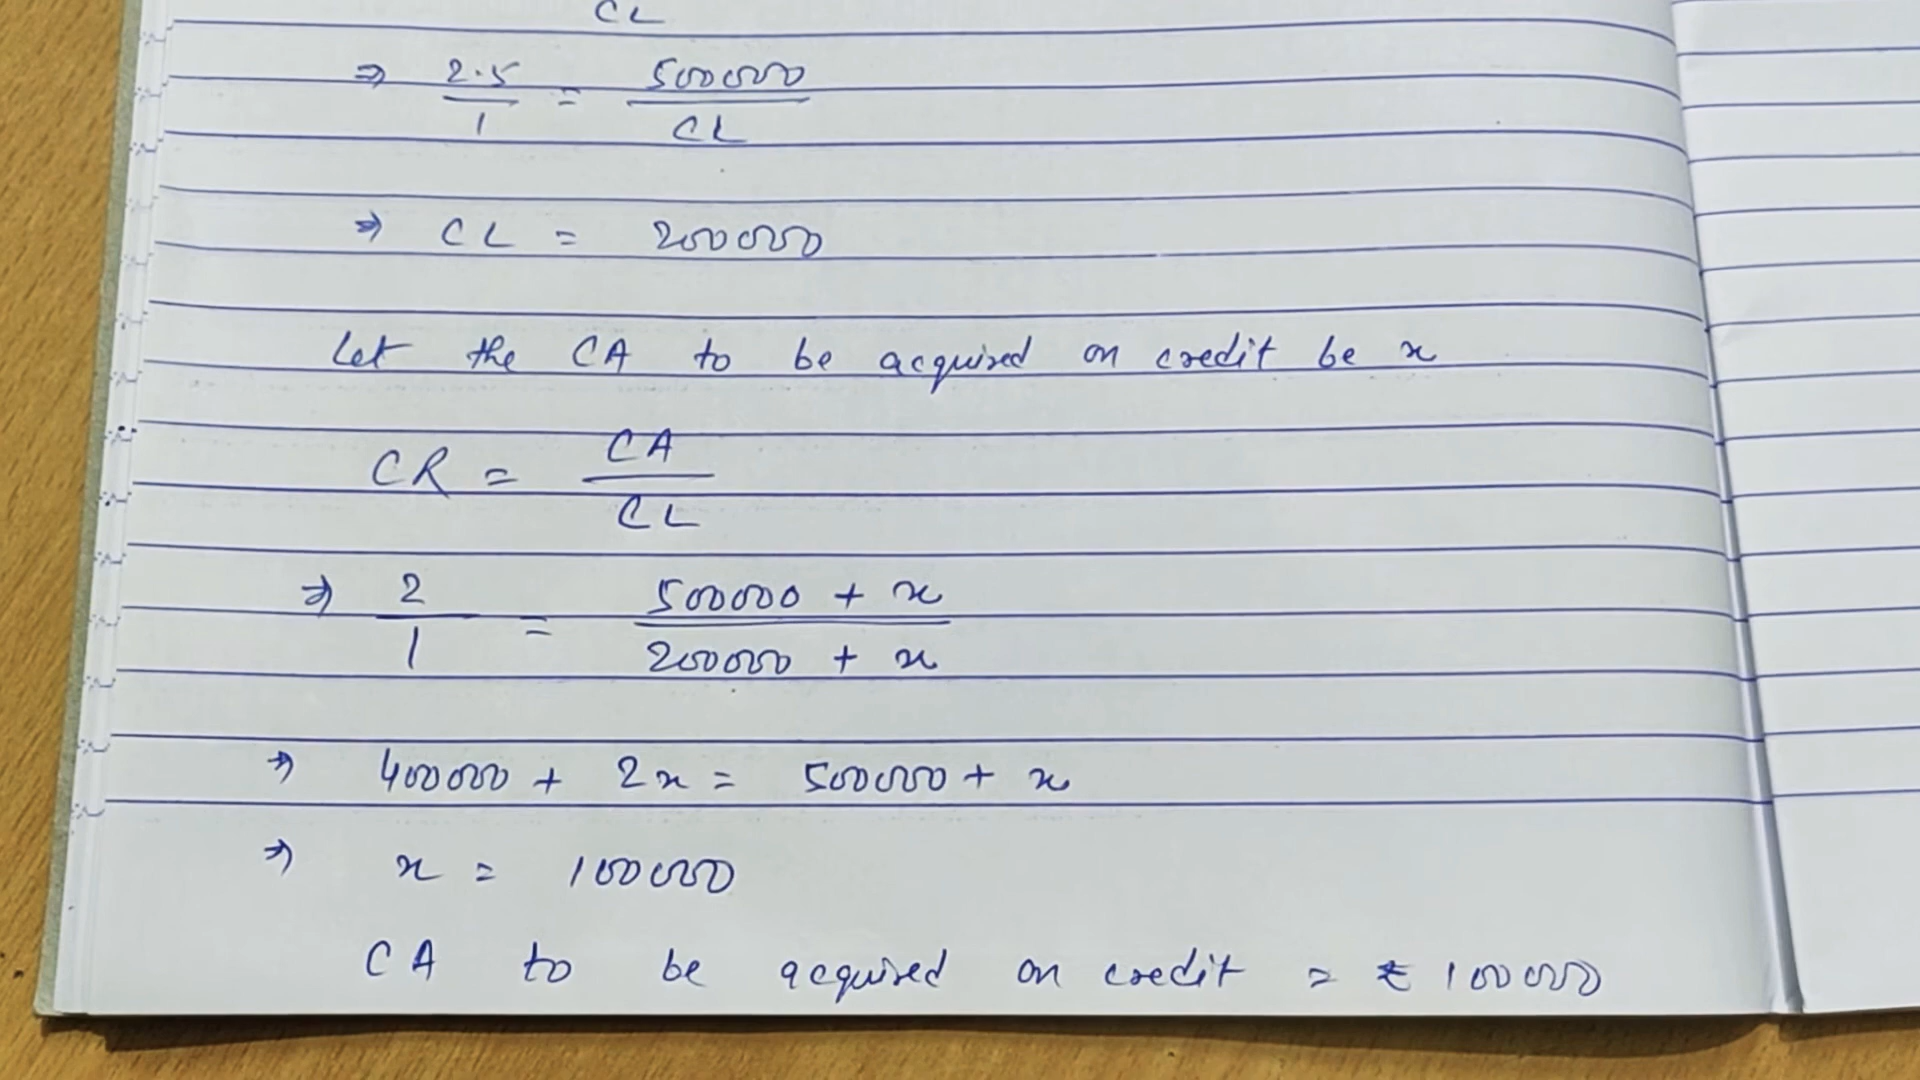 CL
⇒ 2.5/1 = 500000/CL
⇒ CL = 200000
Let the CA to be acquired on credit be x
CR = CA/CL
⇒ 2/1 = 500000 + x/200000 + x
⇒ 400000 + 2x = 500000 + x
⇒ x = 100000
CA to be acquired on credit = ₹ 100000